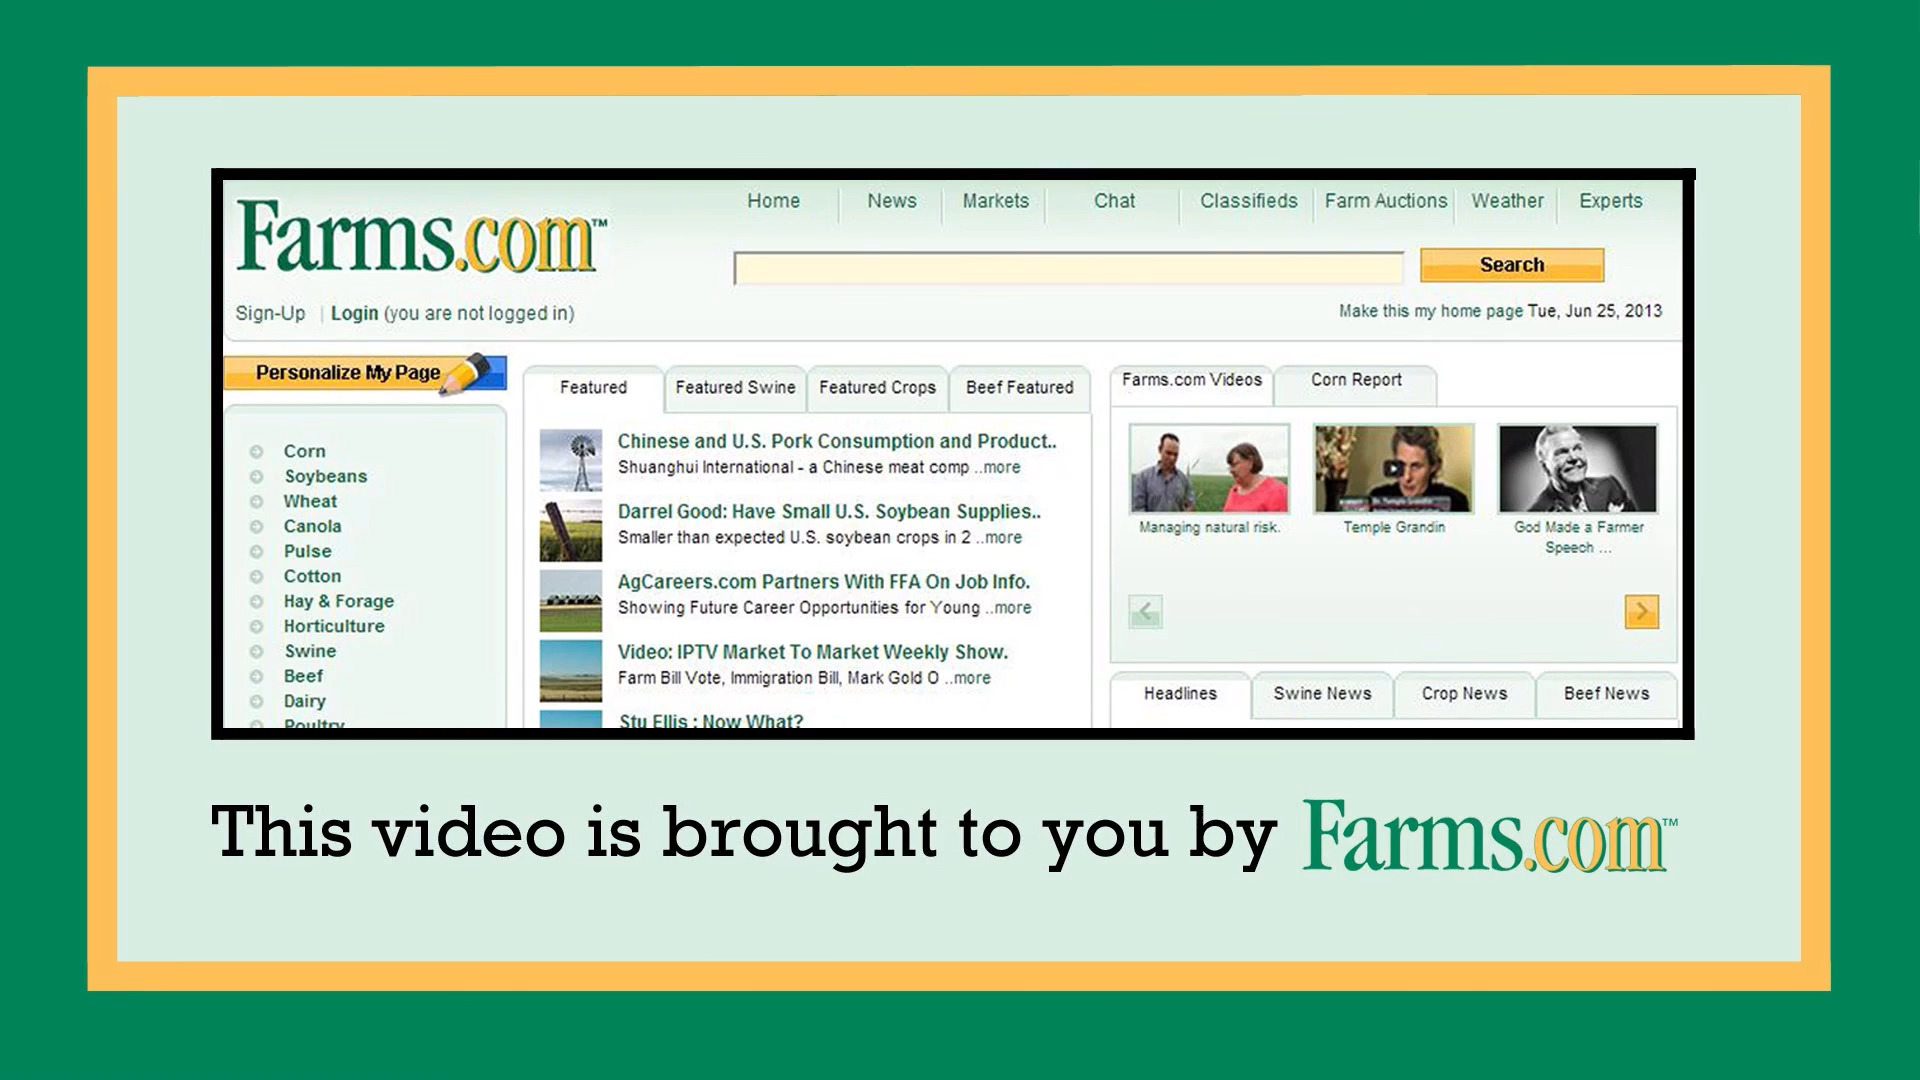 Farms.com™
Home News Markets Chat Classifieds Farm Auctions Weather Experts
Search
Sign-Up | Login (you are not logged in)
Make this my home page Tue, Jun 25, 2013
Personalize My Page
Corn
Soybeans
Wheat
Canola
Pulse
Cotton
Hay & Forage
Horticulture
Swine
Beef
Dairy
Poultry
Featured Featured Swine Featured Crops Beef Featured
Chinese and U.S. Pork Consumption and Product..
Shuanghui International - a Chinese meat comp ..more
Darrel Good: Have Small U.S. Soybean Supplies..
Smaller than expected U.S. soybean crops in 2 ..more
AgCareers.com Partners With FFA On Job Info.
Showing Future Career Opportunities for Young ..more
Video: IPTV Market To Market Weekly Show.
Farm Bill Vote, Immigration Bill, Mark Gold O ..more
Stu Ellis : Now What?
Farms.com Videos Corn Report
Managing natural risk.
Temple Grandin
God Made a Farmer
Speech ...
Headlines Swine News Crop News Beef News
This video is brought to you by Farms.com™